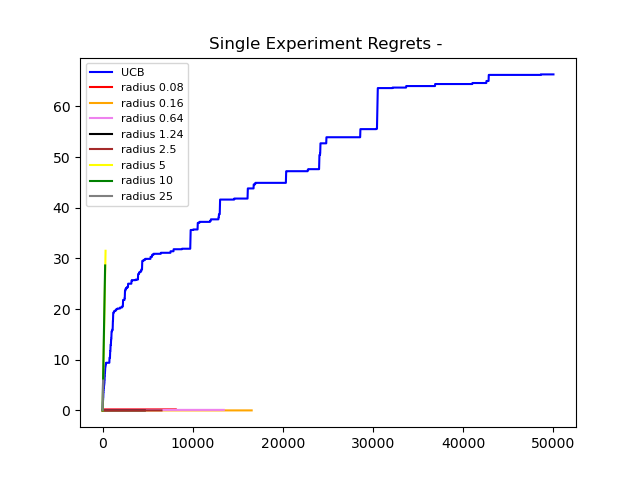 Single Experiment Regrets -
UCB
radius 0.08
radius 0.16
radius 0.64
radius 1.24
radius 2.5
radius 5
radius 10
radius 25
60
50
40
30
20
10
0
0 10000 20000 30000 40000 50000